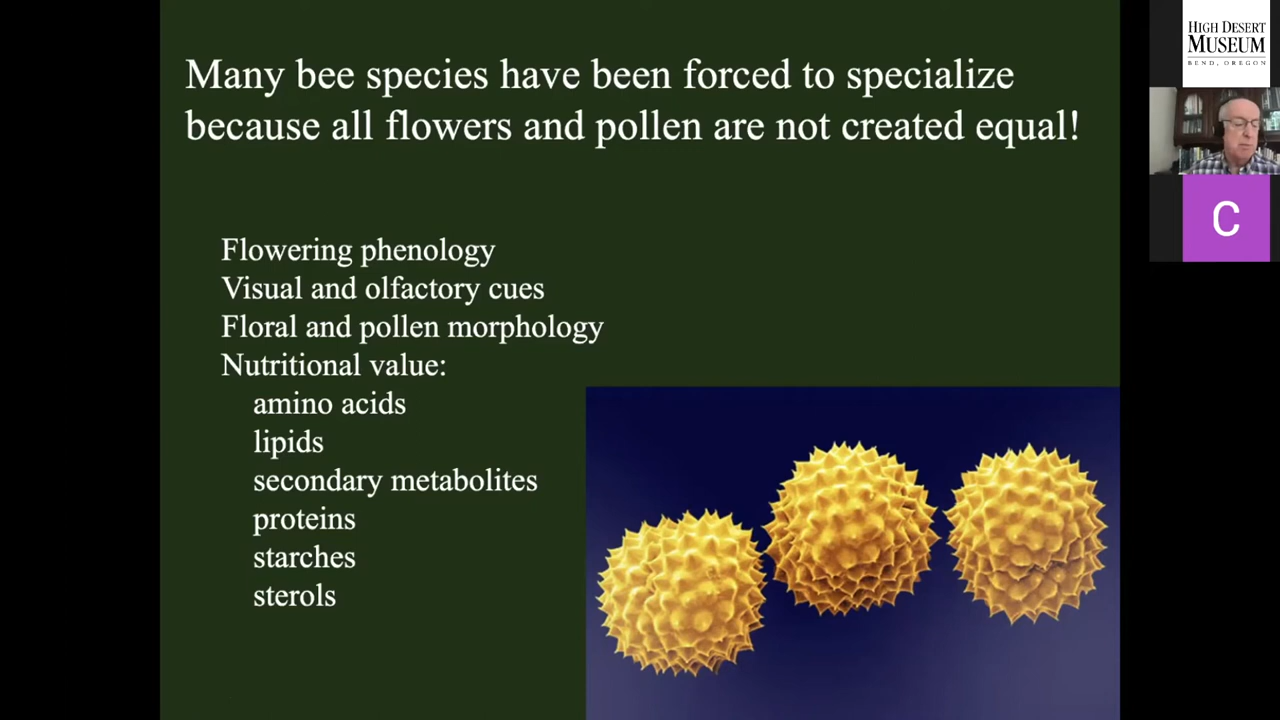 Many bee species have been forced to specialize
because all flowers and pollen are not created equal!
Flowering phenology
Visual and olfactory cues
Floral and pollen morphology
Nutritional value:
amino acids
lipids
secondary metabolites
proteins
starches
sterols
HIGH DESERT
MUSEUM
BEND, OREGON
C